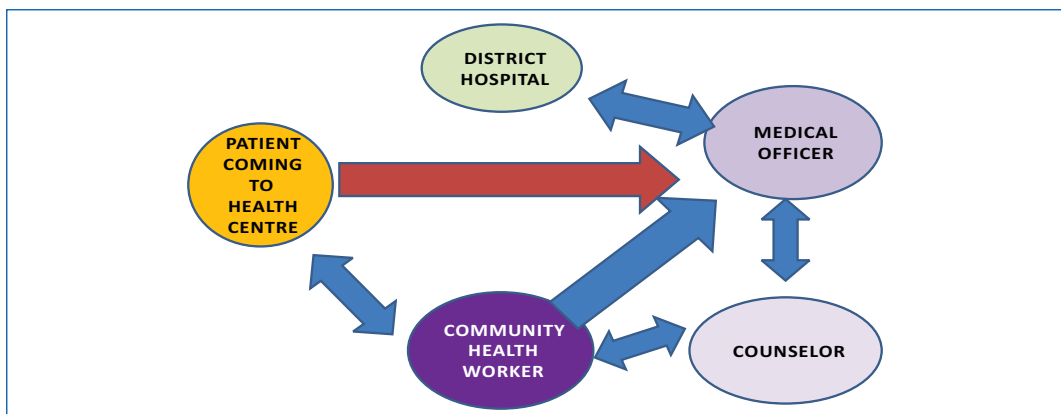 DISTRICT
HOSPITAL
MEDICAL
OFFICER
PATIENT
COMING
TO
HEALTH
CENTRE
COMMUNITY
HEALTH
WORKER
COUNSELOR